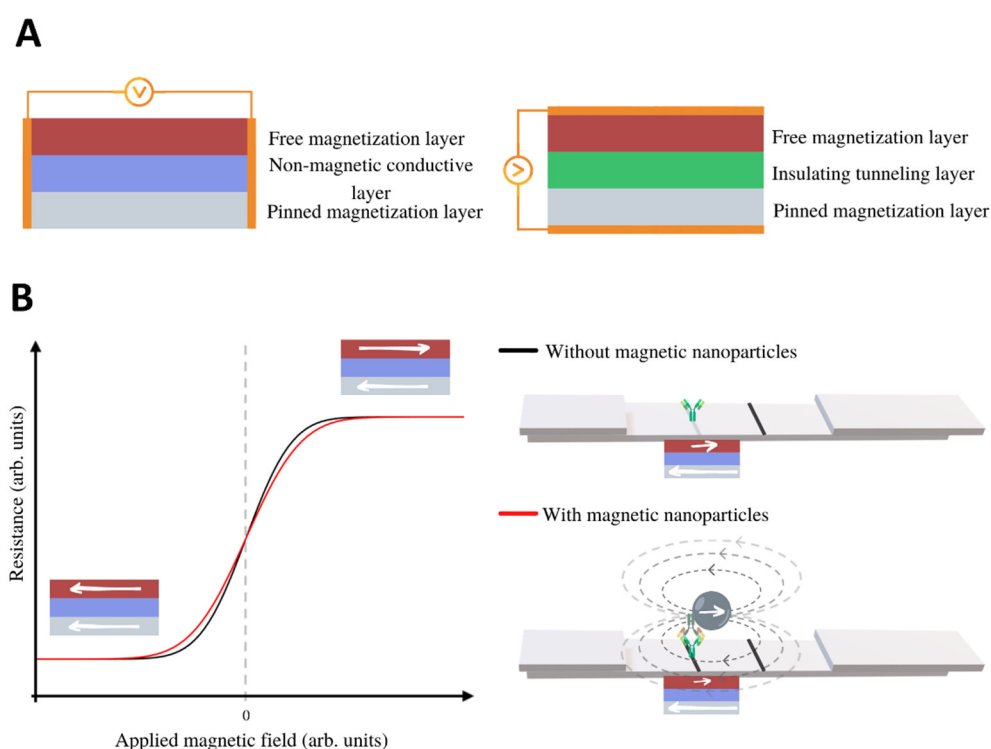 A
V
Free magnetization layer
Non-magnetic conductive
layer
Pinned magnetization layer
V
Free magnetization layer
Insulating tunneling layer
Pinned magnetization layer
B
Resistance (arb. units)
0
Applied magnetic field (arb. units)
Without magnetic nanoparticles
With magnetic nanoparticles